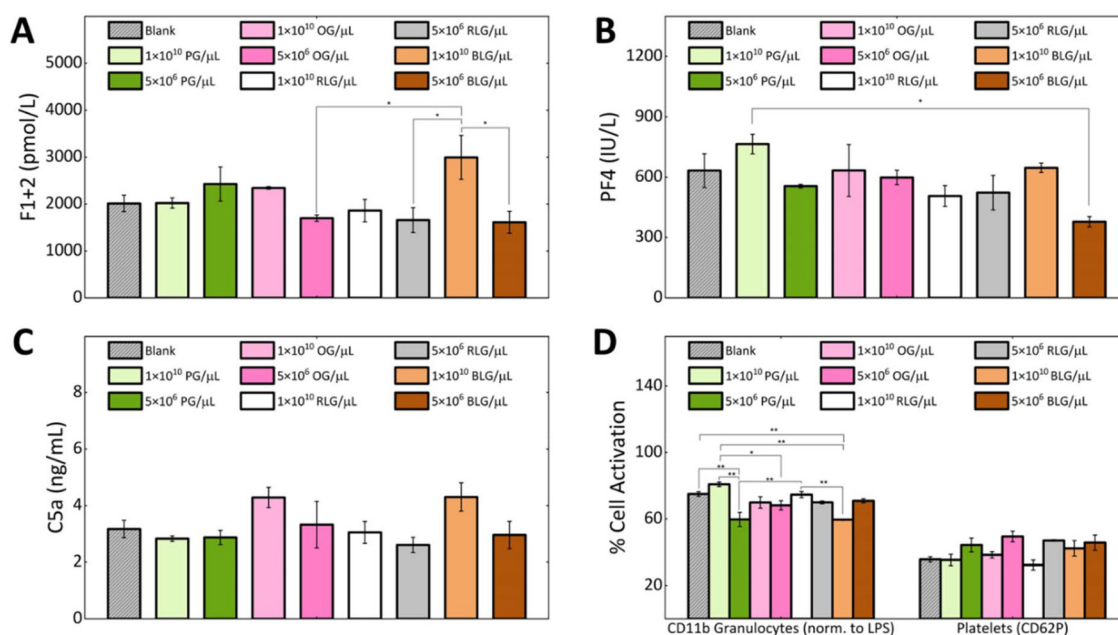 A
Blank
1×10¹⁰ OG/μL
5×10⁶ RLG/μL
1×10¹⁰ PG/μL
5×10⁶ OG/μL
1×10¹⁰ BLG/μL
5×10⁶ PG/μL
1×10¹⁰ RLG/μL
5×10⁶ BLG/μL
F1+2 (pmol/L)
5000
4000
3000
2000
1000
0
*
*
*
B
Blank
1×10¹⁰ OG/μL
5×10⁶ RLG/μL
1×10¹⁰ PG/μL
5×10⁶ OG/μL
1×10¹⁰ BLG/μL
5×10⁶ PG/μL
1×10¹⁰ RLG/μL
5×10⁶ BLG/μL
PF4 (IU/L)
1200
900
600
300
0
*
C
Blank
1×10¹⁰ OG/μL
5×10⁶ RLG/μL
1×10¹⁰ PG/μL
5×10⁶ OG/μL
1×10¹⁰ BLG/μL
5×10⁶ PG/μL
1×10¹⁰ RLG/μL
5×10⁶ BLG/μL
C5a (ng/mL)
8
6
4
2
0
D
Blank
1×10¹⁰ OG/μL
5×10⁶ RLG/μL
1×10¹⁰ PG/μL
5×10⁶ OG/μL
1×10¹⁰ BLG/μL
5×10⁶ PG/μL
1×10¹⁰ RLG/μL
5×10⁶ BLG/μL
% Cell Activation
140
100
60
20
**
**
*
**
**
**
**
CD11b Granulocytes (norm. to LPS)
Platelets (CD62P)